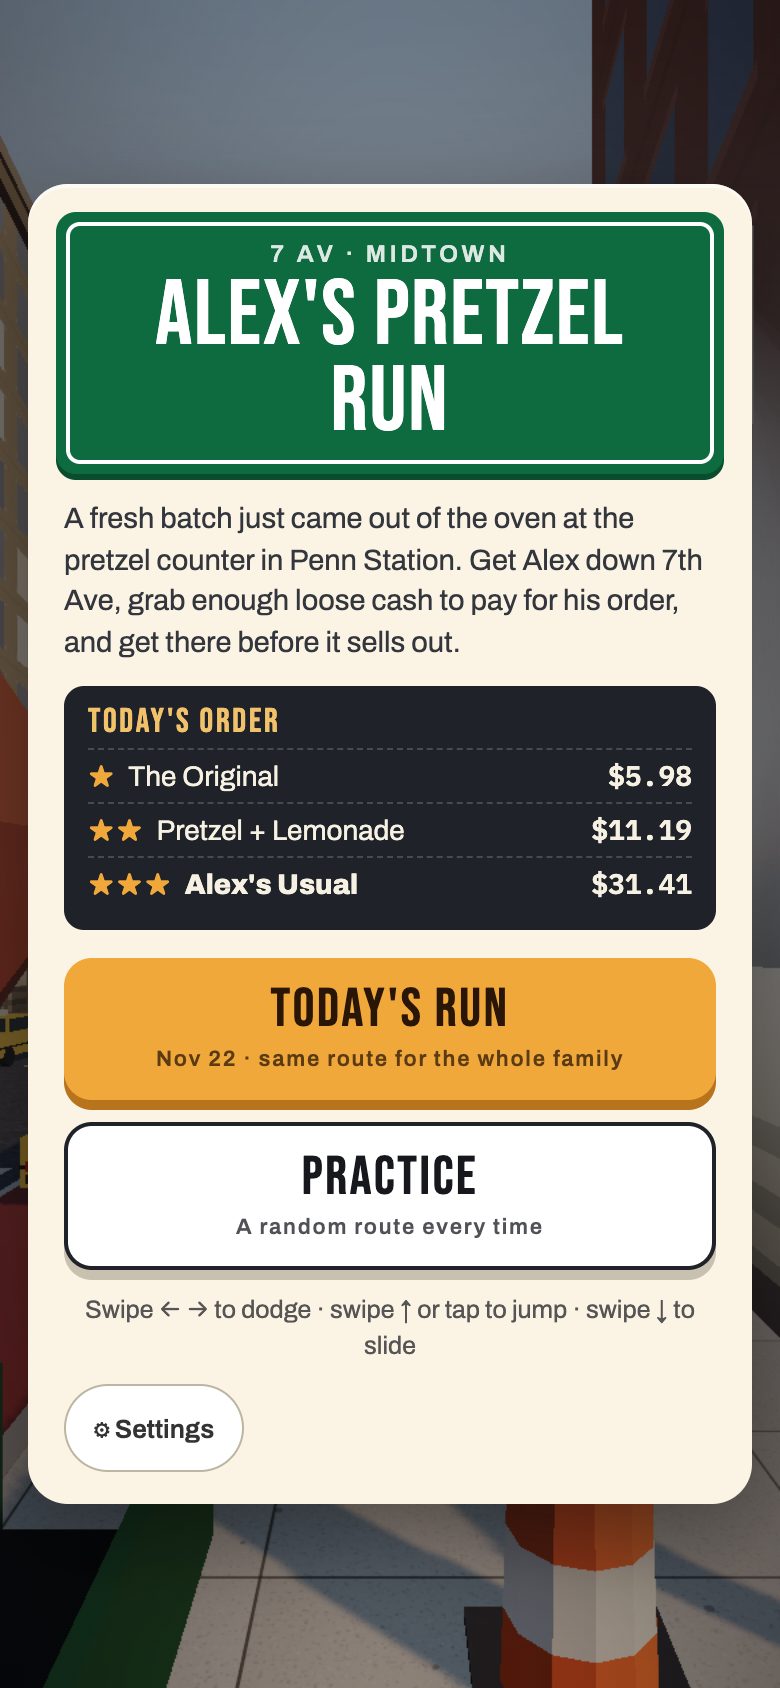 7 AV · MIDTOWN
ALEX'S PRETZEL
RUN
A fresh batch just came out of the oven at the
pretzel counter in Penn Station. Get Alex down 7th
Ave, grab enough loose cash to pay for his order,
and get there before it sells out.
TODAY'S ORDER
★ The Original $5.98
★★ Pretzel + Lemonade $11.19
★★★ Alex's Usual $31.41
TODAY'S RUN
Nov 22 · same route for the whole family
PRACTICE
A random route every time
Swipe ← → to dodge · swipe ↑ or tap to jump · swipe ↓ to
slide
⚙ Settings